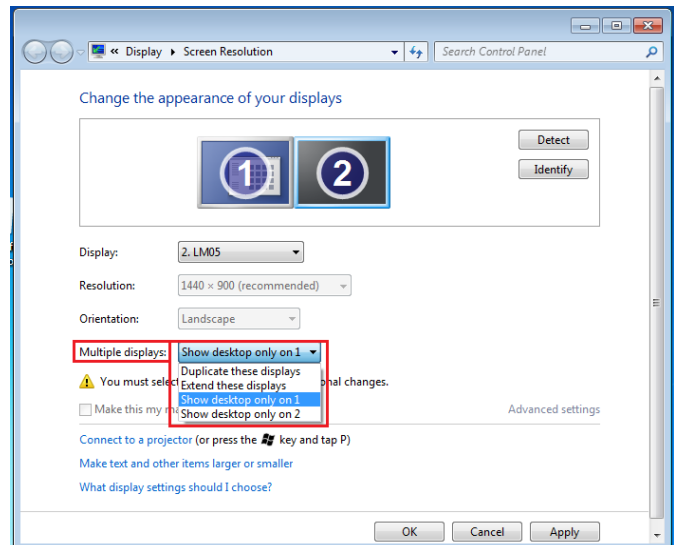 « Display ▸ Screen Resolution
Search Control Panel
Change the appearance of your displays
1
2
Detect
Identify
Display: 2. LM05
Resolution: 1440 × 900 (recommended)
Orientation: Landscape
Multiple displays: Show desktop only on 1
Duplicate these displays
You must sele
onal changes.
Extend these displays
Show desktop only on 1
Make this my
Show desktop only on 2
Advanced settings
Connect to a projector (or press the key and tap P)
Make text and other items larger or smaller
What display settings should I choose?
OK Cancel Apply